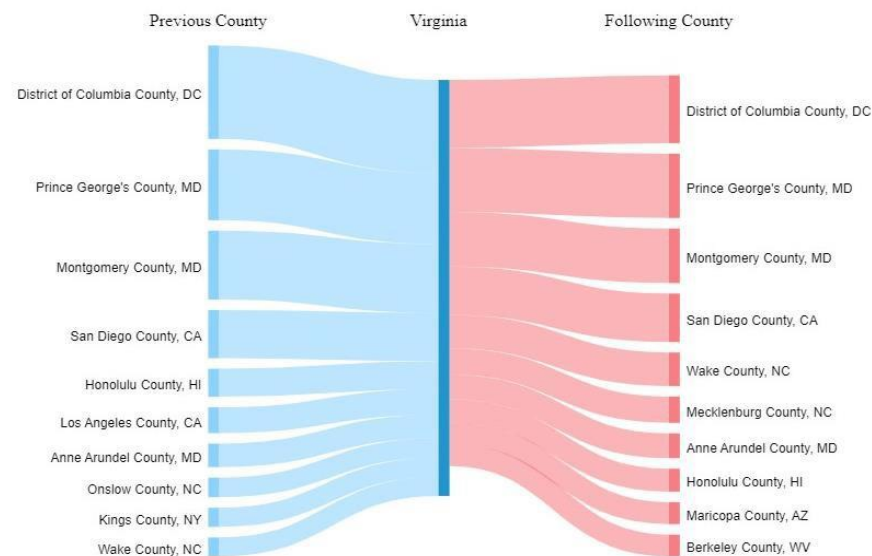 Previous County
Virginia
Following County
District of Columbia County, DC
Prince George's County, MD
Montgomery County, MD
San Diego County, CA
Honolulu County, HI
Los Angeles County, CA
Anne Arundel County, MD
Onslow County, NC
Kings County, NY
Wake County, NC
District of Columbia County, DC
Prince George's County, MD
Montgomery County, MD
San Diego County, CA
Wake County, NC
Mecklenburg County, NC
Anne Arundel County, MD
Honolulu County, HI
Maricopa County, AZ
Berkeley County, WV